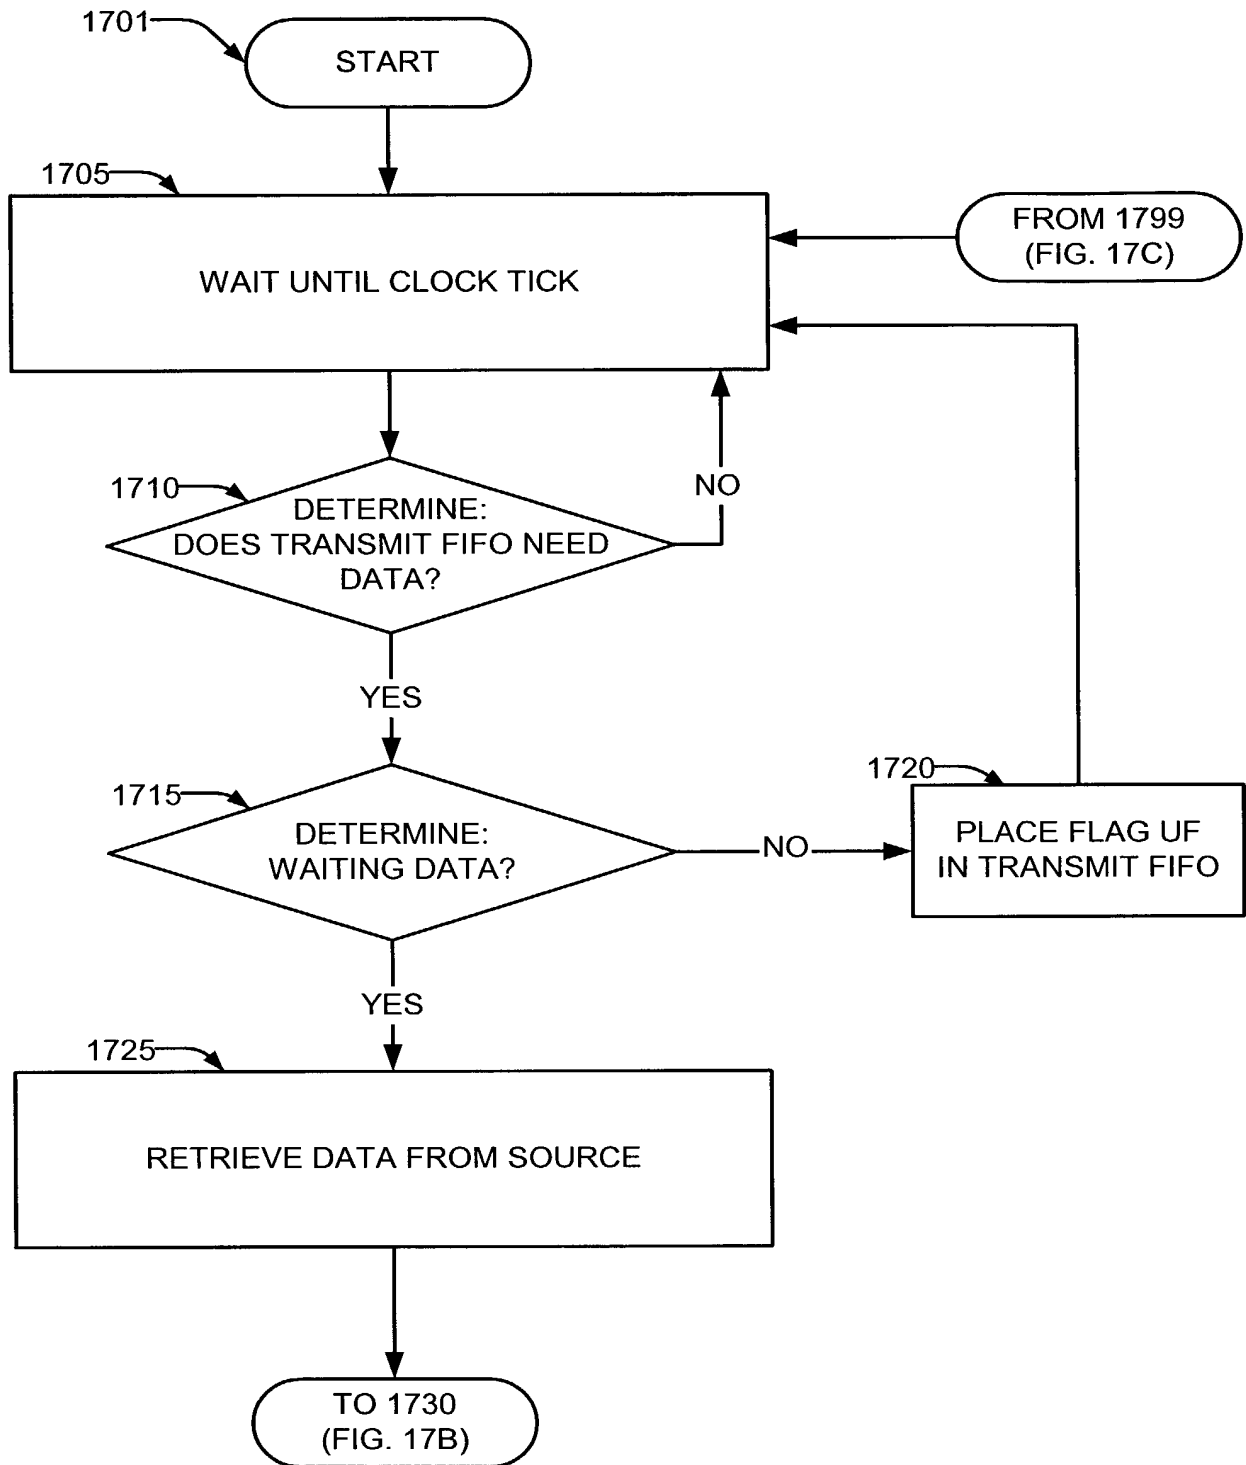 1701
START
1705
WAIT UNTIL CLOCK TICK
FROM 1799
(FIG. 17C)
1710
DETERMINE:
DOES TRANSMIT FIFO NEED
DATA?
NO
YES
1715
DETERMINE:
WAITING DATA?
NO
1720
PLACE FLAG UF
IN TRANSMIT FIFO
YES
1725
RETRIEVE DATA FROM SOURCE
TO 1730
(FIG. 17B)